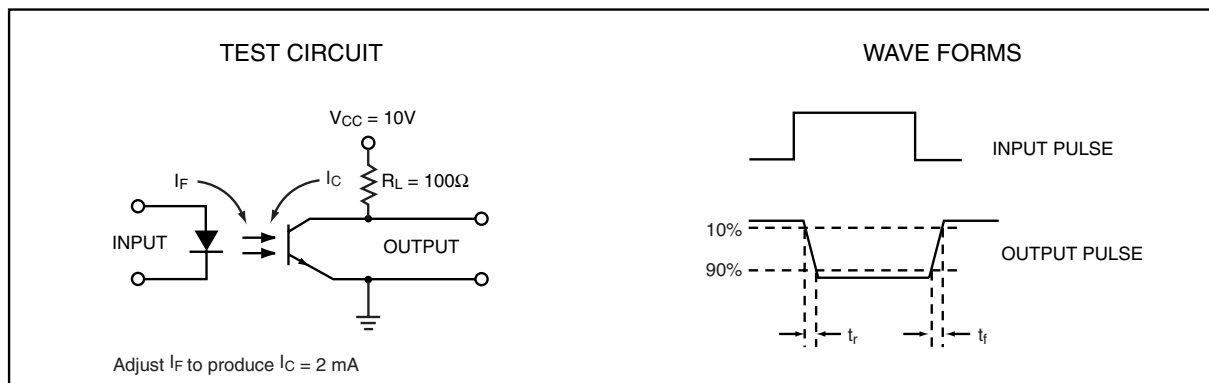 TEST CIRCUIT
VCC = 10V
IF
IC
RL = 100Ω
INPUT
OUTPUT
Adjust IF to produce IC = 2 mA
WAVE FORMS
INPUT PULSE
10%
OUTPUT PULSE
90%
tr
tf